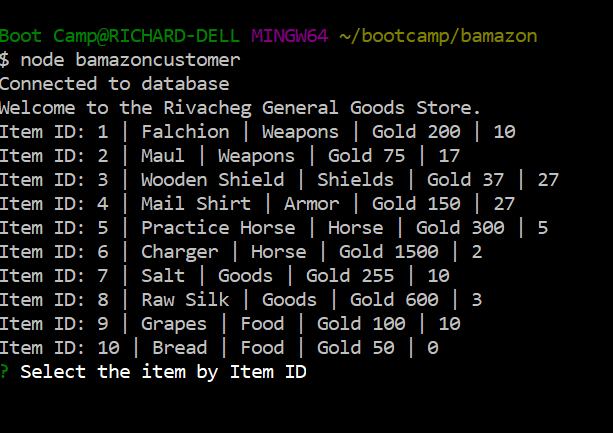 Boot Camp@RICHARD-DELL MINGW64 ~/bootcamp/bamazon
$ node bamazoncustomer
Connected to database
Welcome to the Rivacheg General Goods Store.
Item ID: 1 | Falchion | Weapons | Gold 200 | 10
Item ID: 2 | Maul | Weapons | Gold 75 | 17
Item ID: 3 | Wooden Shield | Shields | Gold 37 | 27
Item ID: 4 | Mail Shirt | Armor | Gold 150 | 27
Item ID: 5 | Practice Horse | Horse | Gold 300 | 5
Item ID: 6 | Charger | Horse | Gold 1500 | 2
Item ID: 7 | Salt | Goods | Gold 255 | 10
Item ID: 8 | Raw Silk | Goods | Gold 600 | 3
Item ID: 9 | Grapes | Food | Gold 100 | 10
Item ID: 10 | Bread | Food | Gold 50 | 0
? Select the item by Item ID